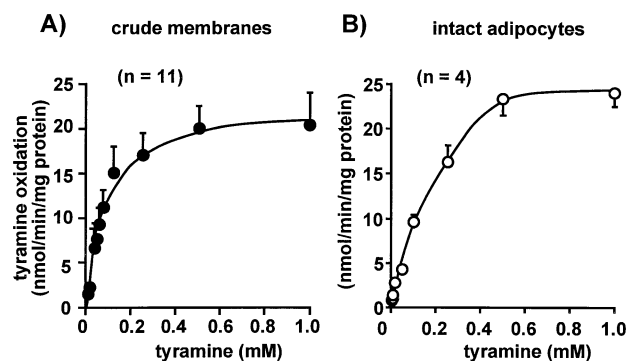 A) crude membranes
(n = 11)
tyramine oxidation
(nmol/min/mg protein)
25
20
15
10
5
0
0 0.2 0.4 0.6 0.8 1.0
tyramine (mM)
B) intact adipocytes
(n = 4)
(nmol/min/mg protein)
25
20
15
10
5
0
0 0.2 0.4 0.6 0.8 1.0
tyramine (mM)